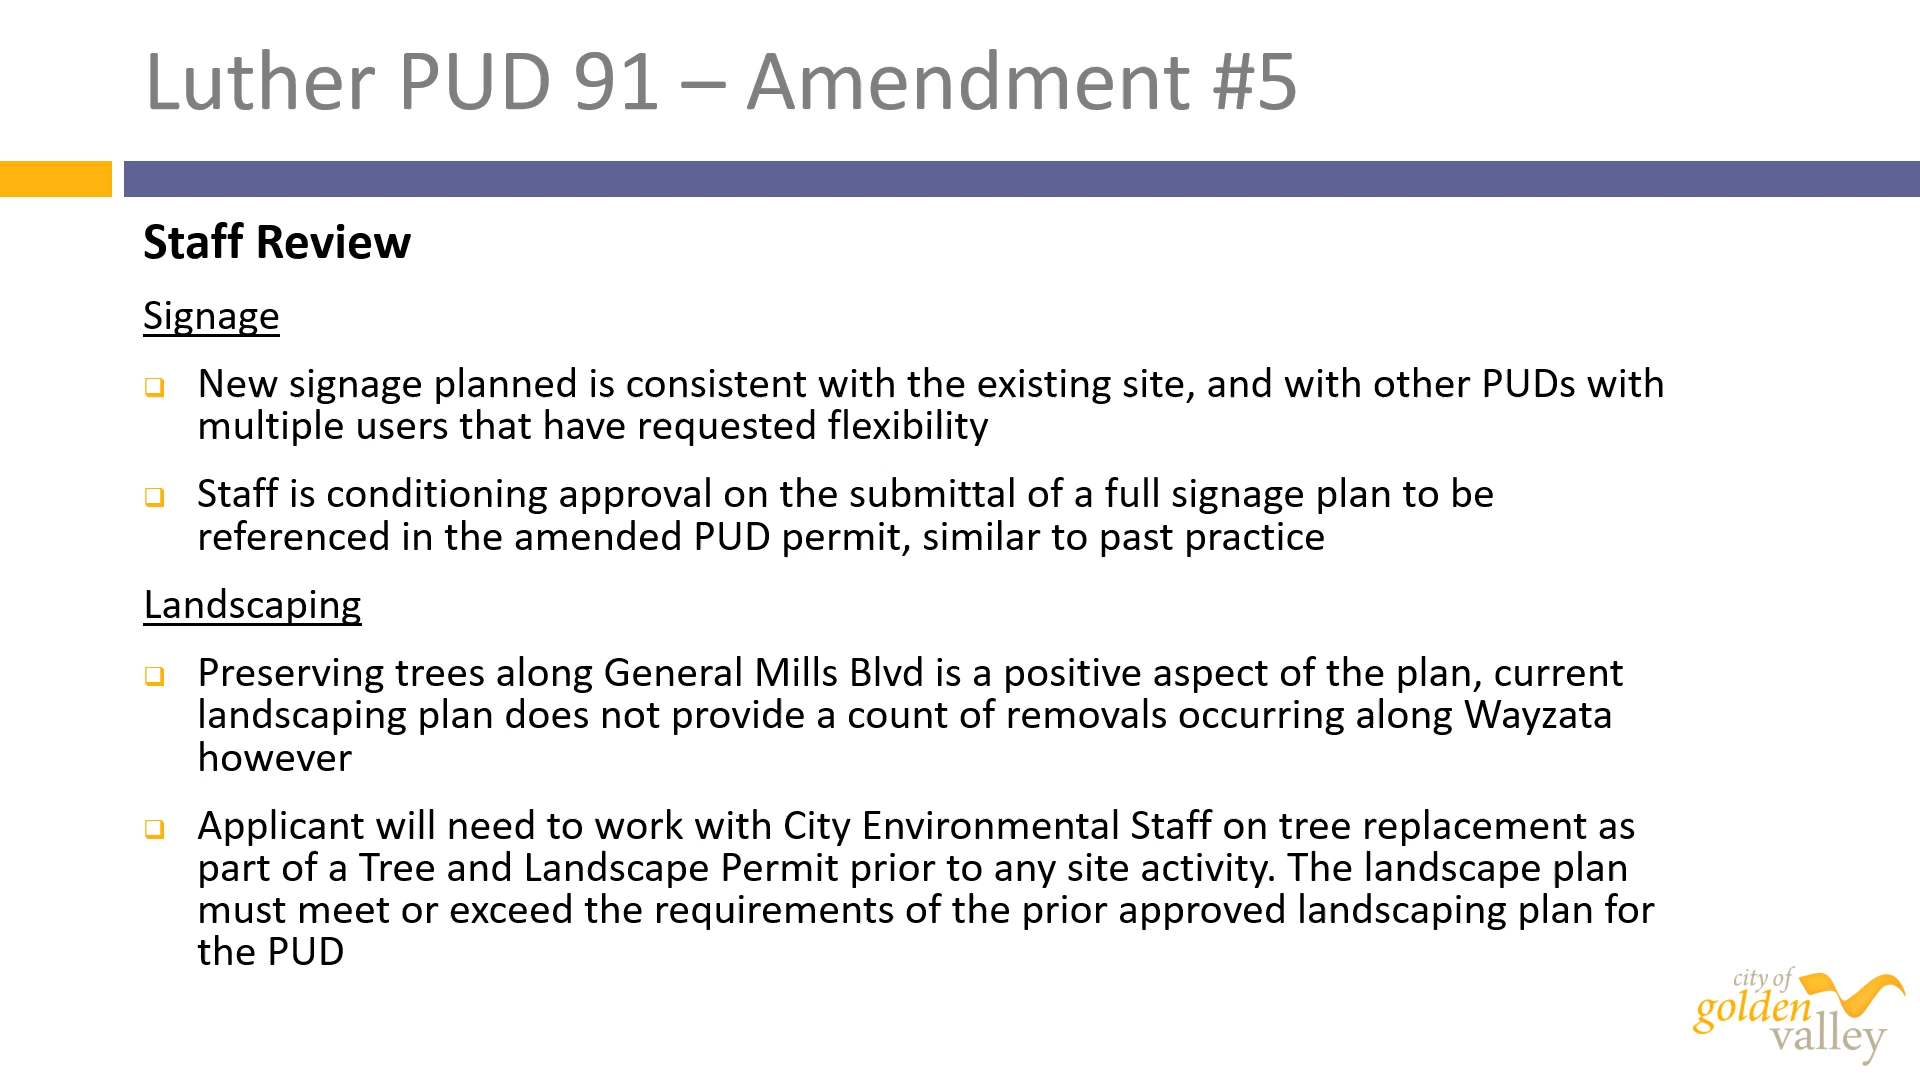 Luther PUD 91 – Amendment #5
Staff Review
Signage
New signage planned is consistent with the existing site, and with other PUDs with
multiple users that have requested flexibility
Staff is conditioning approval on the submittal of a full signage plan to be
referenced in the amended PUD permit, similar to past practice
Landscaping
Preserving trees along General Mills Blvd is a positive aspect of the plan, current
landscaping plan does not provide a count of removals occurring along Wayzata
however
Applicant will need to work with City Environmental Staff on tree replacement as
part of a Tree and Landscape Permit prior to any site activity. The landscape plan
must meet or exceed the requirements of the prior approved landscaping plan for
the PUD
city of
golden
valley